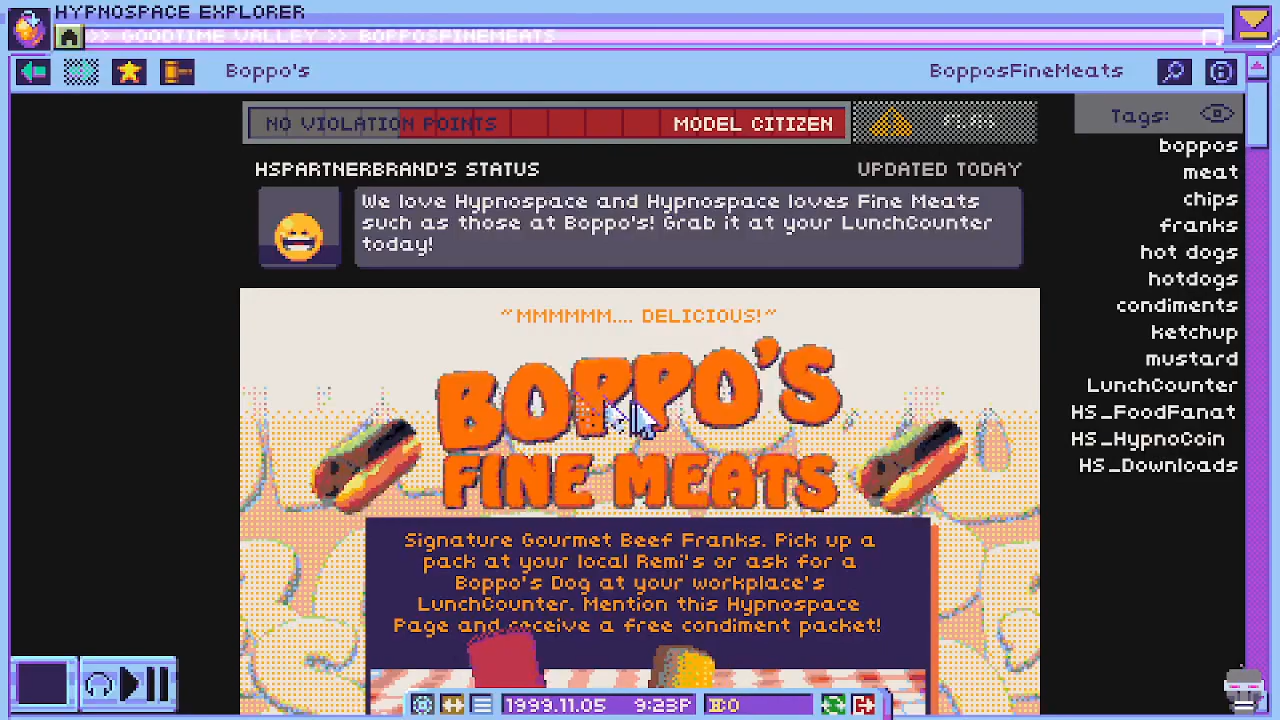 HYPNOSPACE EXPLORER
>> GOODTIME VALLEY >> BOPPOSFINEMEATS
Boppo's
BopposFineMeats
NO VIOLATION POINTS
MODEL CITIZEN
Tags:
boppos
meat
chips
franks
hot dogs
hotdogs
condiments
ketchup
mustard
LunchCounter
HS_FoodFanat
HS_HypnoCoin
HS_Downloads
HSPARTNERBRAND'S STATUS
UPDATED TODAY
We love Hypnospace and Hypnospace loves Fine Meats
such as those at Boppo's! Grab it at your LunchCounter
today!
~MMMMMM.... DELICIOUS!~
BOPPO'S
FINE MEATS
Signature Gourmet Beef Franks. Pick up a
pack at your local Remi's or ask for a
Boppo's Dog at your workplace's
LunchCounter. Mention this Hypnospace
Page and receive a free condiment packet!
1999.11.05 9:23P
0